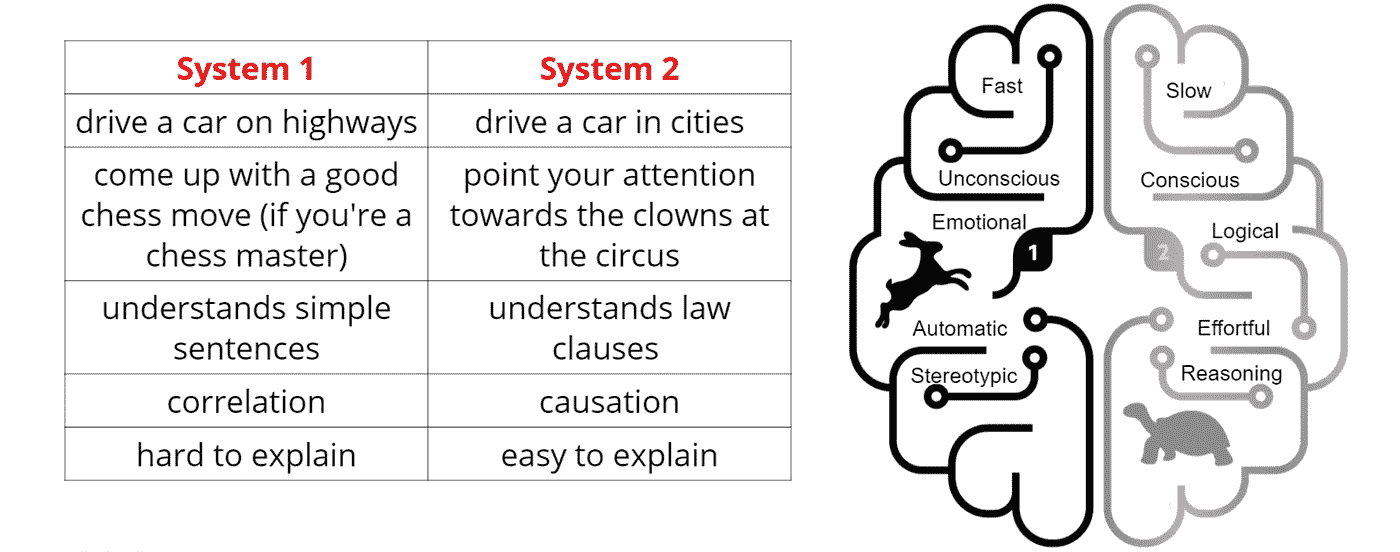 System 1 System 2
drive a car on highways drive a car in cities
come up with a good point your attention
chess move (if you're a towards the clowns at
chess master) the circus
understands simple understands law
sentences clauses
correlation causation
hard to explain easy to explain
Fast Slow
Unconscious Conscious
Emotional Logical
1 2
Automatic Effortful
Stereotypic Reasoning